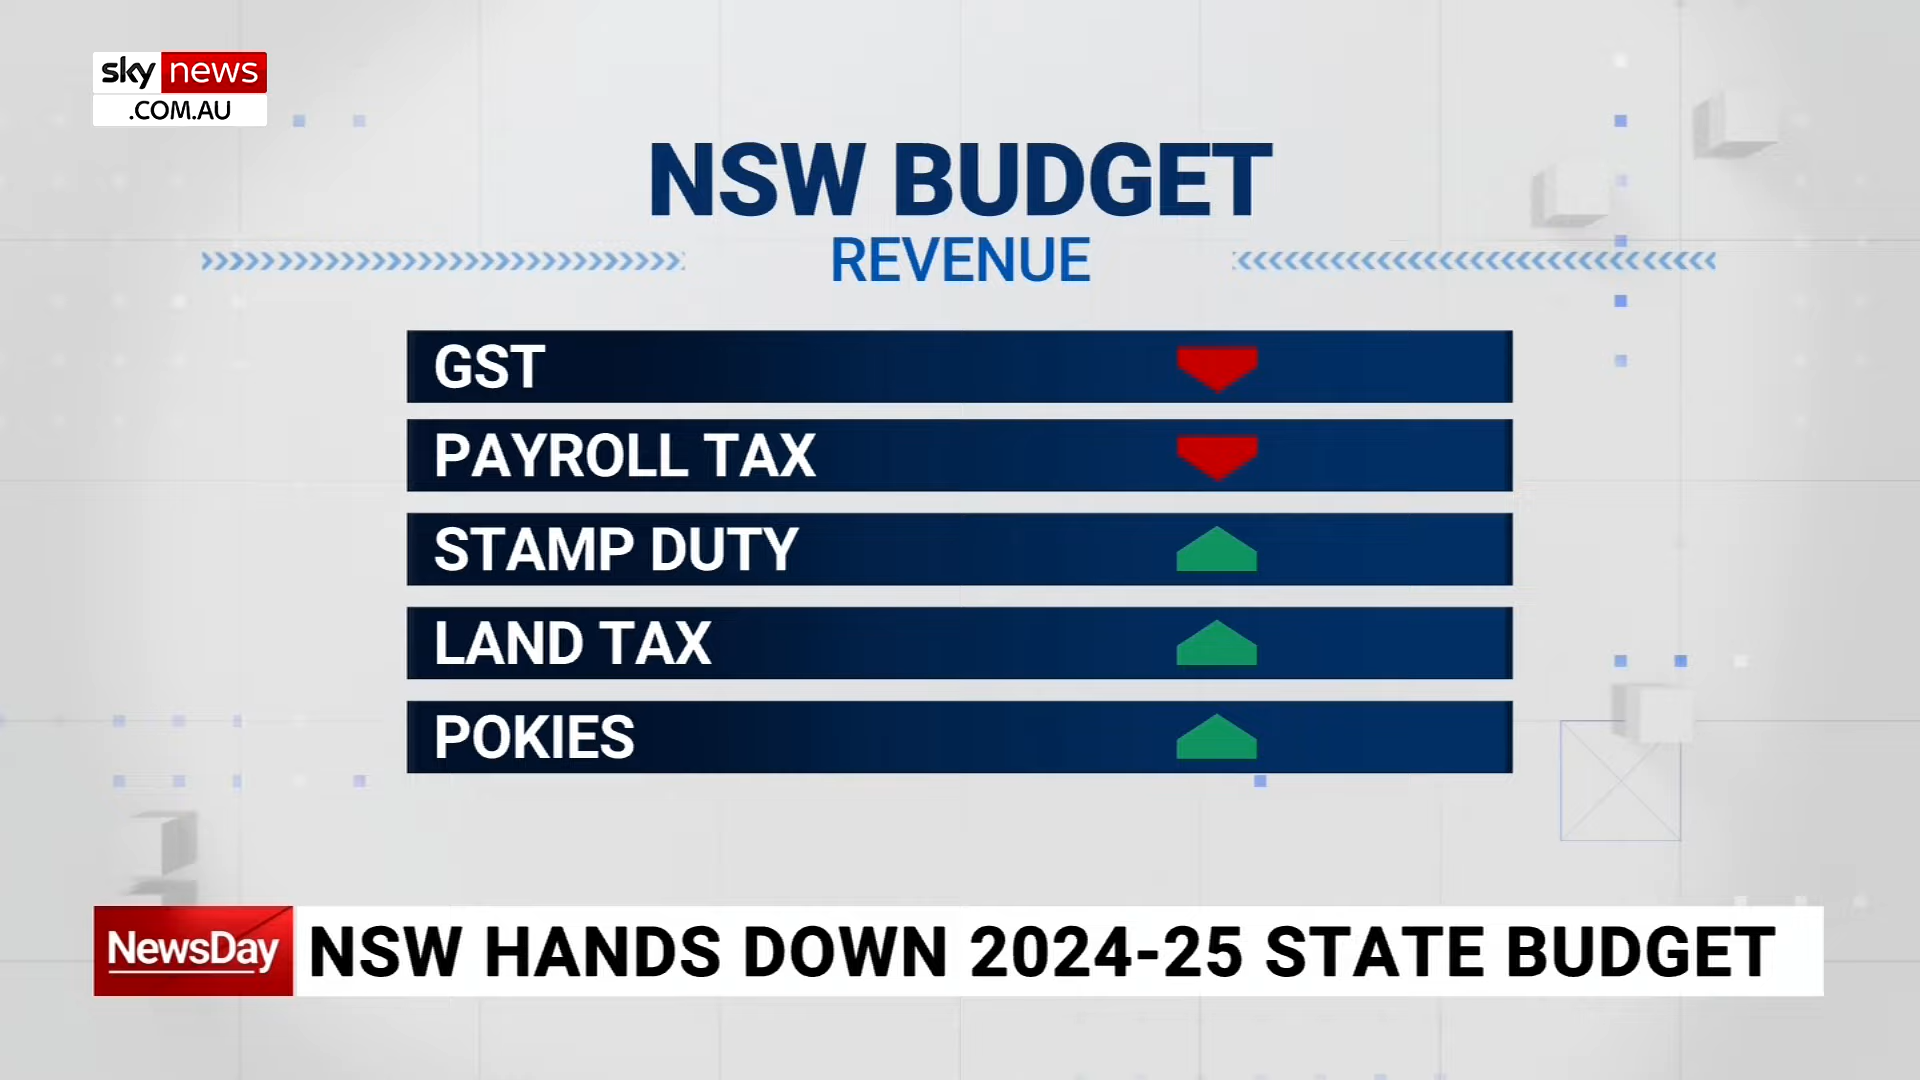 sky news
.COM.AU
NSW BUDGET
REVENUE
GST
PAYROLL TAX
STAMP DUTY
LAND TAX
POKIES
NewsDay
NSW HANDS DOWN 2024-25 STATE BUDGET